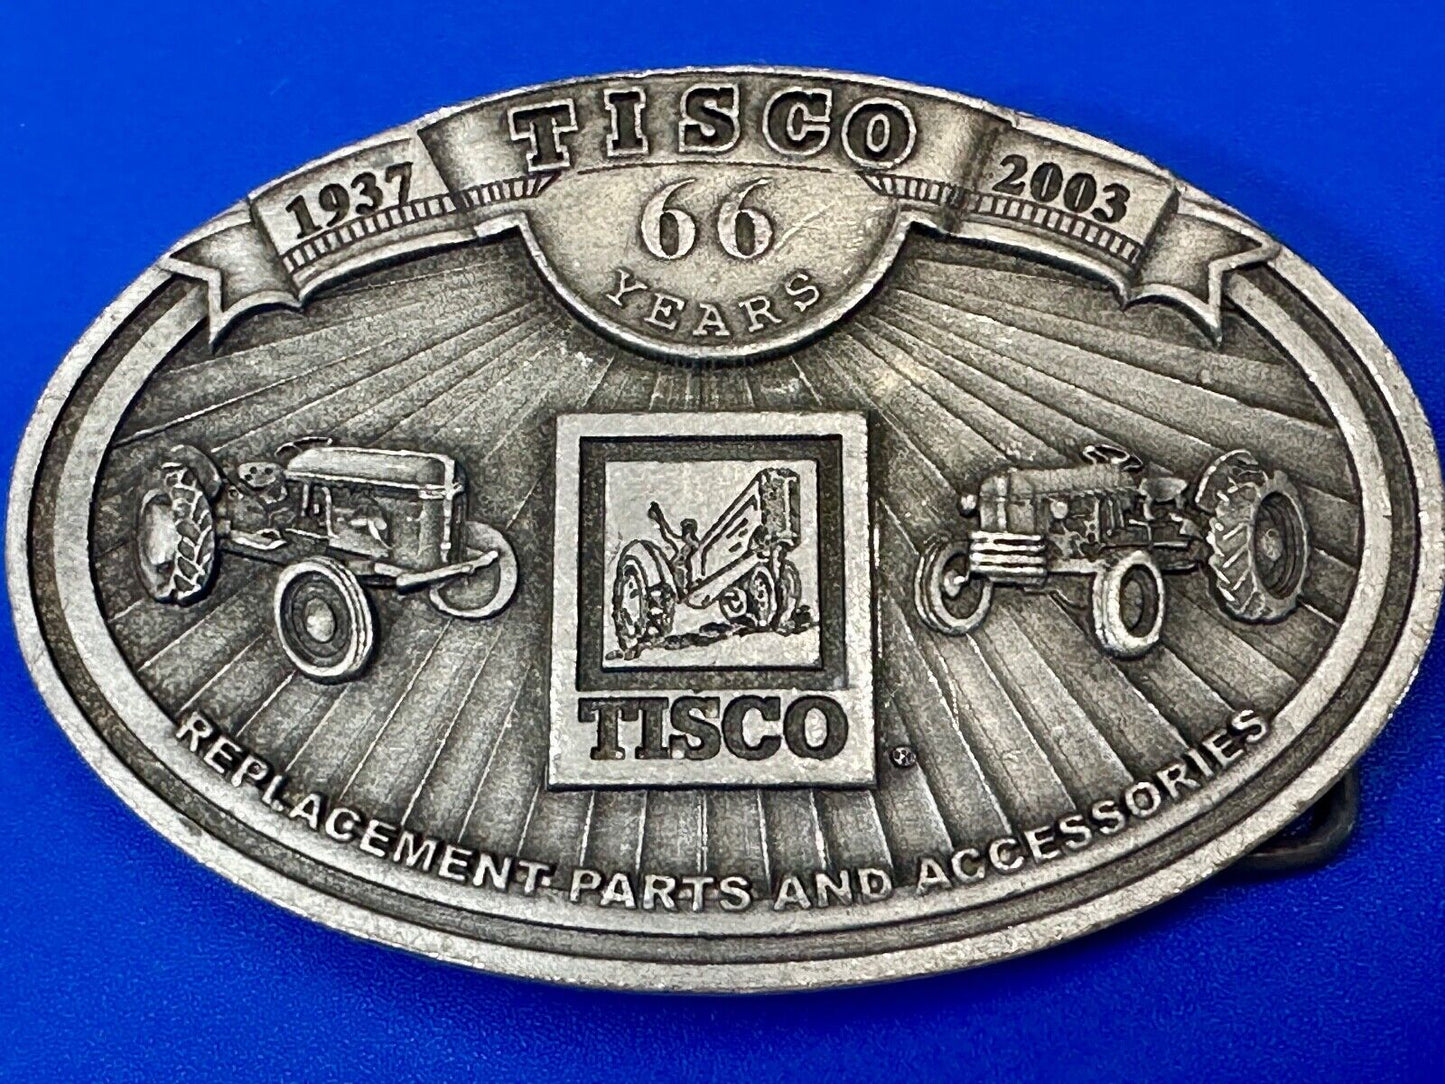 TISCO
1937
2003
66
YEARS
TISCO
®
REPLACEMENT PARTS AND ACCESSORIES